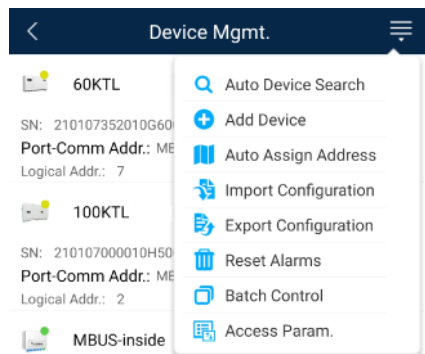 Device Mgmt.
60KTL
SN: 210107352010G60
Port-Comm Addr.: ME
Logical Addr.: 7
100KTL
SN: 210107000010H50
Port-Comm Addr.: ME
Logical Addr.: 2
MBUS-inside
Auto Device Search
Add Device
Auto Assign Address
Import Configuration
Export Configuration
Reset Alarms
Batch Control
Access Param.